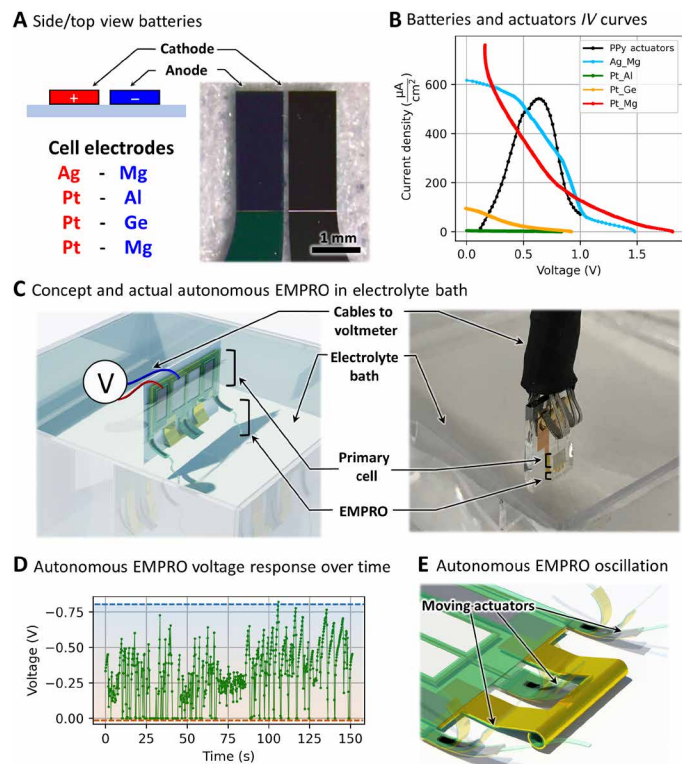 A Side/top view batteries
Cathode
Anode
+
–
Cell electrodes
Ag - Mg
Pt - Al
Pt - Ge
Pt - Mg
1 mm
B Batteries and actuators IV curves
PPy actuators
Ag_Mg
Pt_Al
Pt_Ge
Pt_Mg
Current density (μA/cm²)
600
400
200
0
0.0 0.5 1.0 1.5
Voltage (V)
C Concept and actual autonomous EMPRO in electrolyte bath
Cables to
voltmeter
Electrolyte
bath
V
Primary
cell
EMPRO
D Autonomous EMPRO voltage response over time
Voltage (V)
−0.75
−0.50
−0.25
0.00
0 25 50 75 100 125 150
Time (s)
E Autonomous EMPRO oscillation
Moving actuators